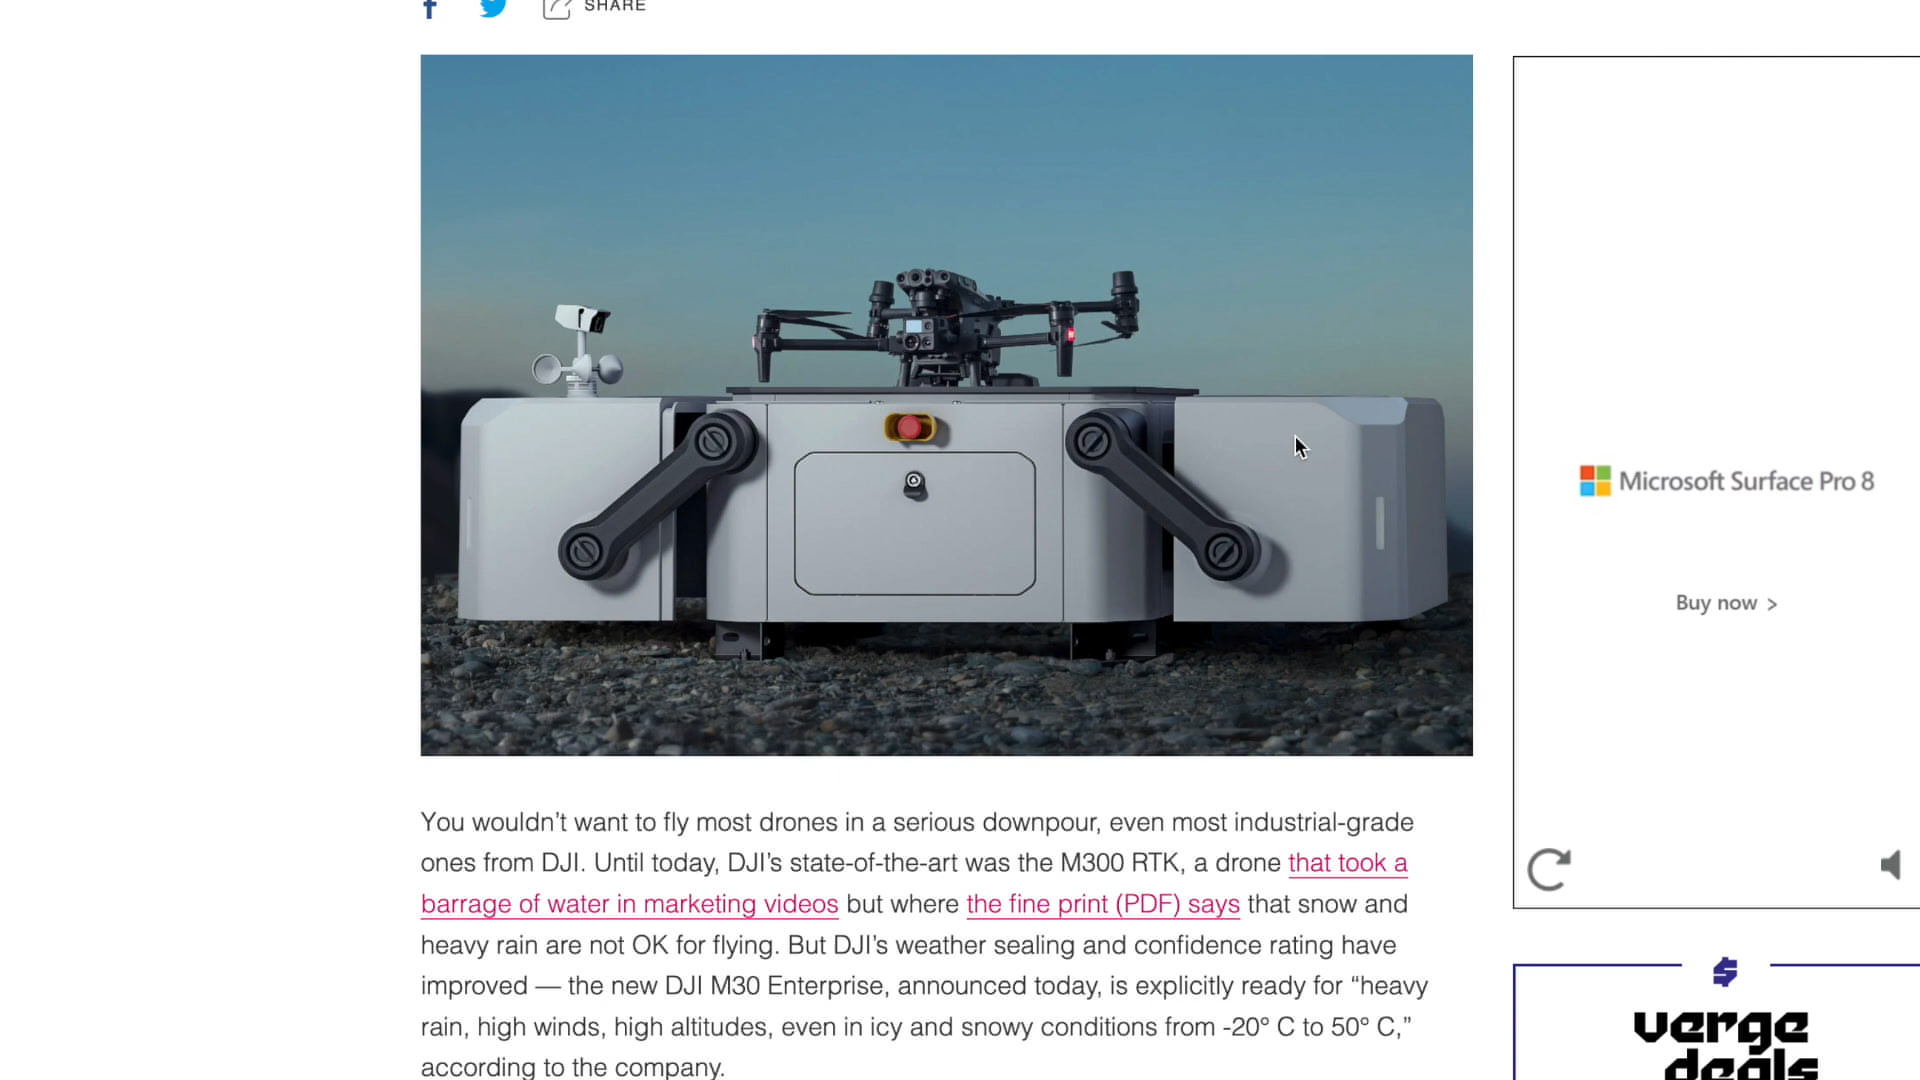 SHARE
Microsoft Surface Pro 8
Buy now >
You wouldn’t want to fly most drones in a serious downpour, even most industrial-grade
ones from DJI. Until today, DJI’s state-of-the-art was the M300 RTK, a drone that took a
barrage of water in marketing videos but where the fine print (PDF) says that snow and
heavy rain are not OK for flying. But DJI’s weather sealing and confidence rating have
improved — the new DJI M30 Enterprise, announced today, is explicitly ready for “heavy
rain, high winds, high altitudes, even in icy and snowy conditions from -20° C to 50° C,”
according to the company.
verge
deals